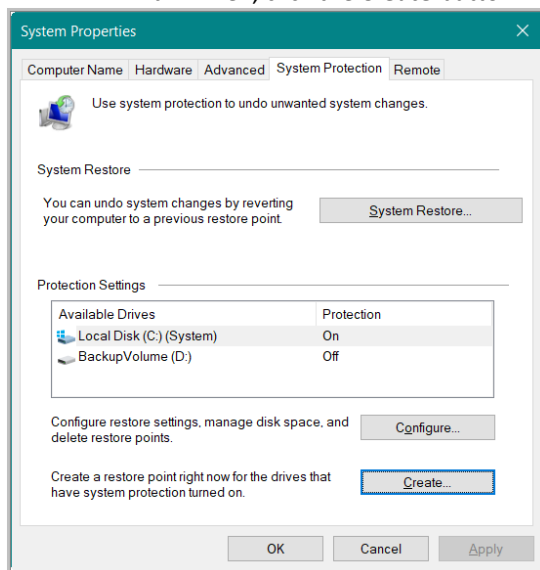 System Properties
Computer Name Hardware Advanced System Protection Remote
Use system protection to undo unwanted system changes.
System Restore
You can undo system changes by reverting
your computer to a previous restore point.
System Restore...
Protection Settings
Available Drives Protection
Local Disk (C:) (System) On
BackupVolume (D:) Off
Configure restore settings, manage disk space, and
delete restore points.
Configure...
Create a restore point right now for the drives that
have system protection turned on.
Create...
OK Cancel Apply